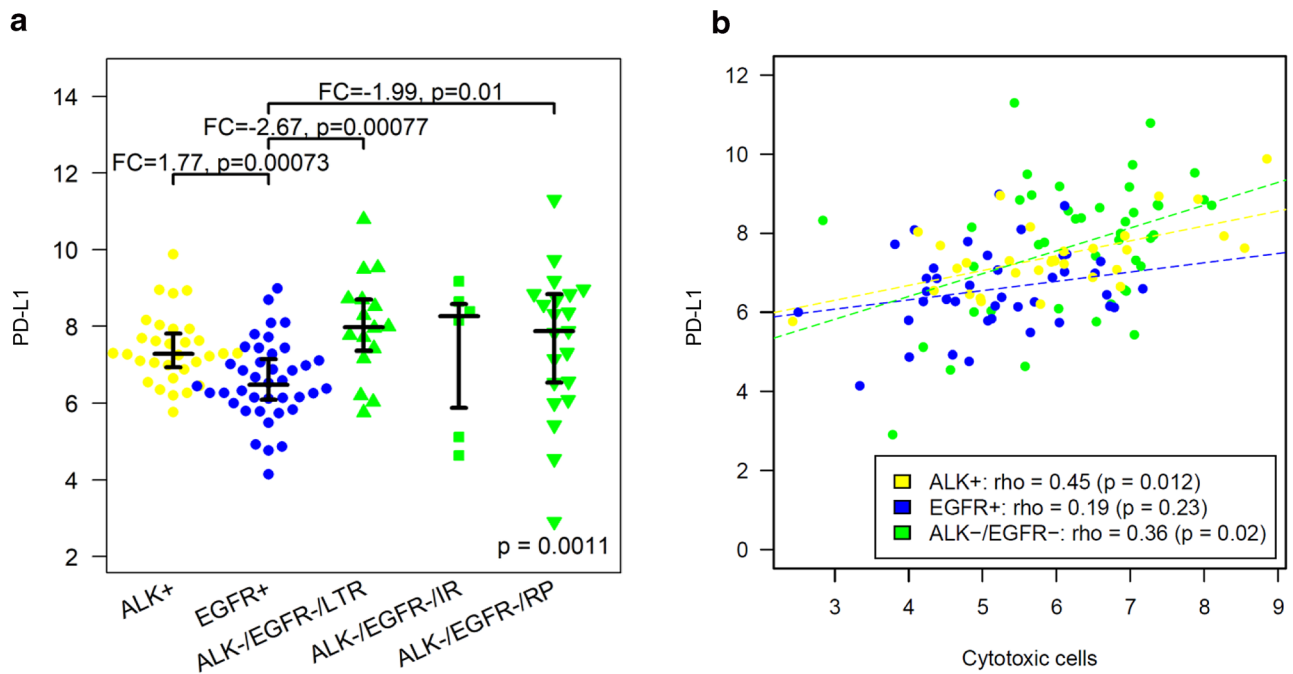 a
PD-L1
14
12
10
8
6
4
2
FC=-1.99, p=0.01
FC=-2.67, p=0.00077
FC=1.77, p=0.00073
p = 0.0011
ALK+
EGFR+
ALK-/EGFR-/LTR
ALK-/EGFR-/IR
ALK-/EGFR-/RP
b
PD-L1
12
10
8
6
4
2
0
ALK+: rho = 0.45 (p = 0.012)
EGFR+: rho = 0.19 (p = 0.23)
ALK−/EGFR−: rho = 0.36 (p = 0.02)
3 4 5 6 7 8 9
Cytotoxic cells